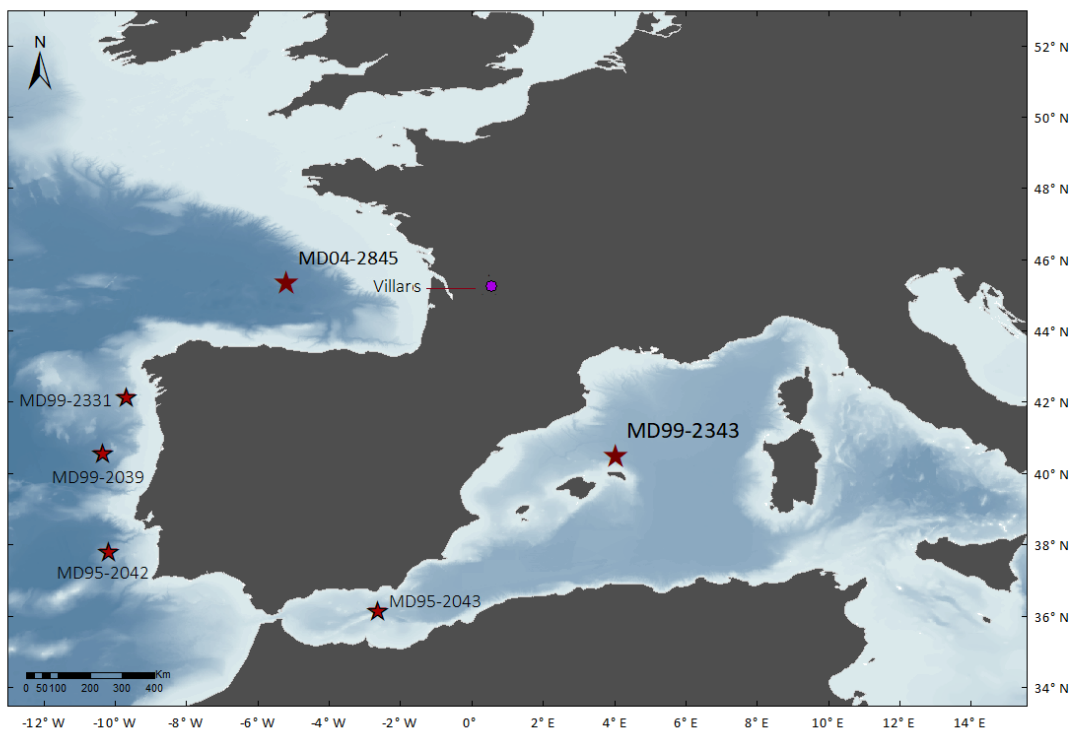 N
52° N
50° N
48° N
46° N
44° N
42° N
40° N
38° N
36° N
34° N
MD04-2845
Villars
MD99-2331
MD99-2343
MD99-2039
MD95-2042
MD95-2043
Km
0 50 100 200 300 400
-12° W -10° W -8° W -6° W -4° W -2° W 0° 2° E 4° E 6° E 8° E 10° E 12° E 14° E